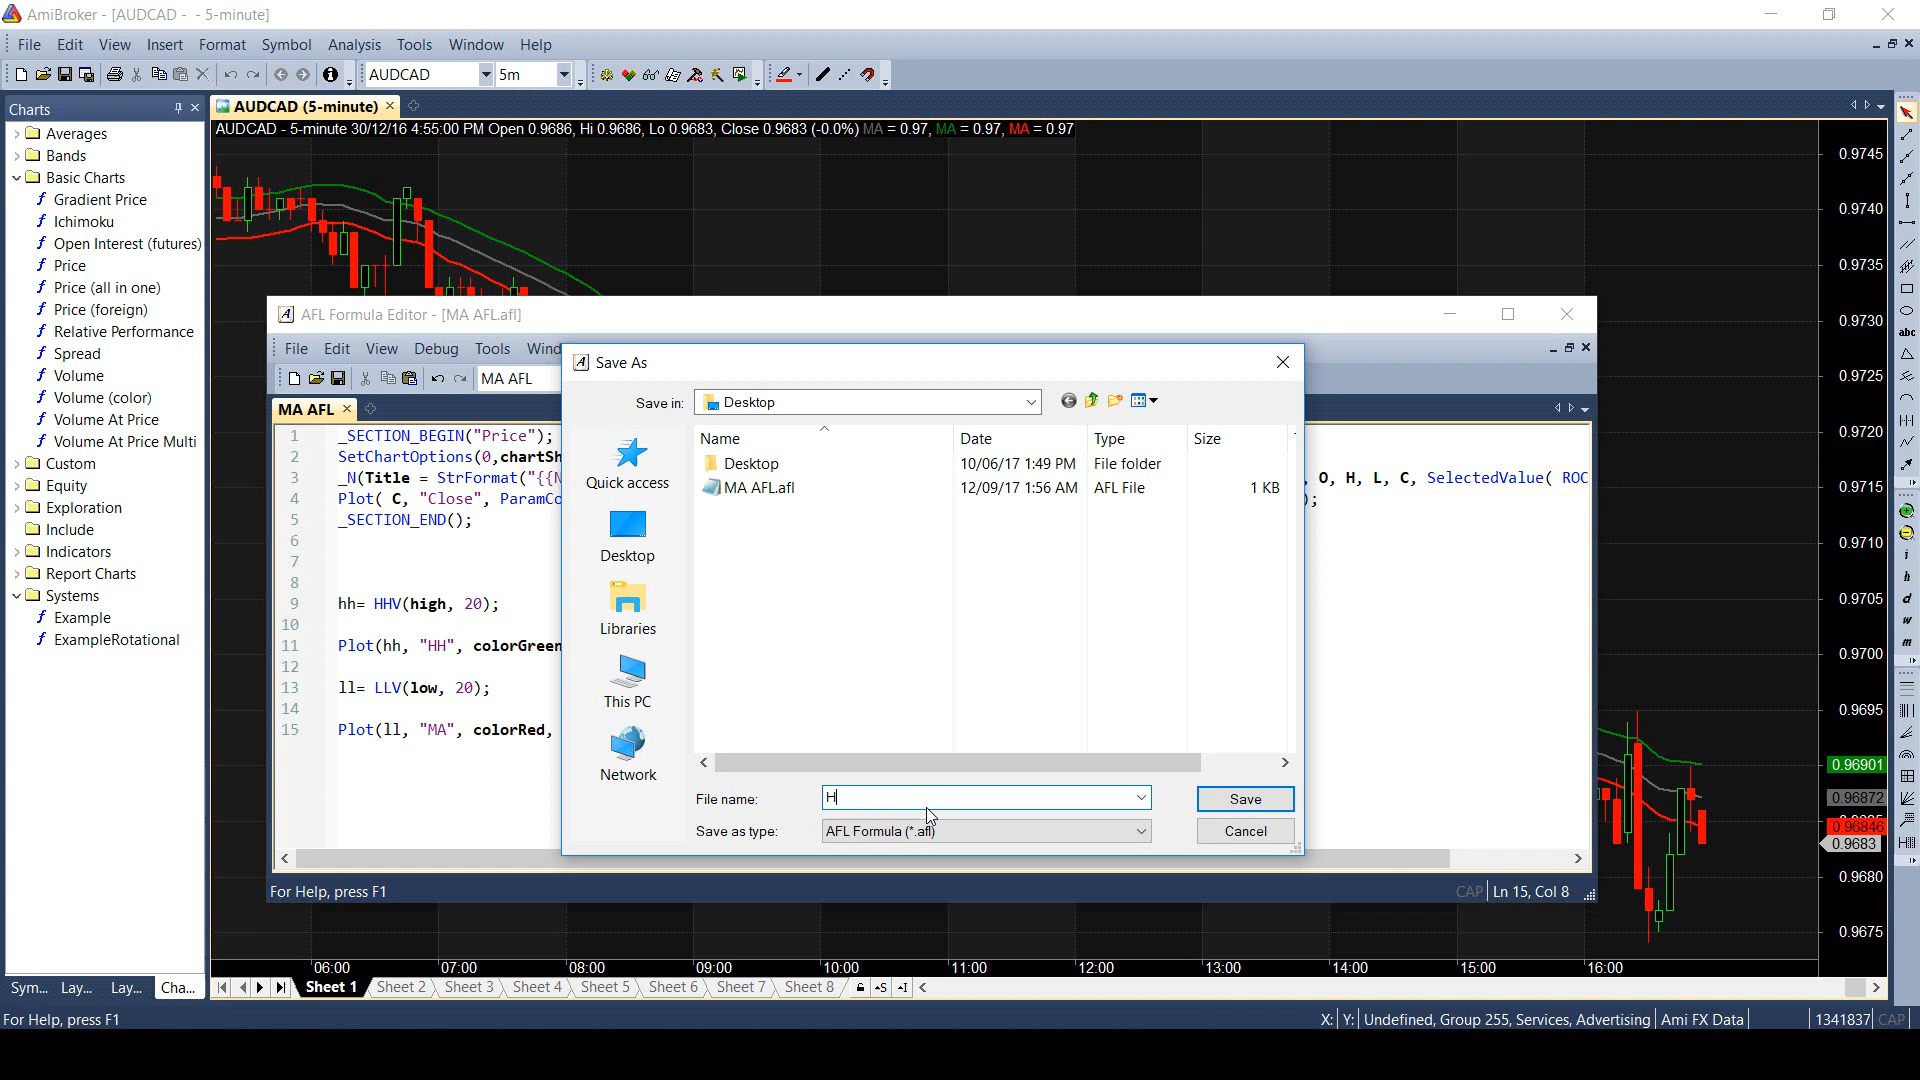 AmiBroker - [AUDCAD - - 5-minute]
File Edit View Insert Format Symbol Analysis Tools Window Help
AUDCAD 5m
Charts
AUDCAD (5-minute)
AUDCAD - 5-minute 30/12/16 4:55:00 PM Open 0.9686, Hi 0.9686, Lo 0.9683, Close 0.9683 (-0.0%) MA = 0.97, MA = 0.97, MA = 0.97
Averages
Bands
Basic Charts
Gradient Price
Ichimoku
Open Interest (futures)
Price
Price (all in one)
Price (foreign)
Relative Performance
Spread
Volume
Volume (color)
Volume At Price
Volume At Price Multi
Custom
Equity
Exploration
Include
Indicators
Report Charts
Systems
Example
ExampleRotational
Sym... Lay... Lay... Cha...
AFL Formula Editor - [MA AFL.afl]
File Edit View Debug Tools Wind
MA AFL
MA AFL
1 _SECTION_BEGIN("Price");
2 SetChartOptions(0,chartSh
3 _N(Title = StrFormat("{{N , O, H, L, C, SelectedValue( ROC
4 Plot( C, "Close", ParamCo );
5 _SECTION_END();
6
7
8
9 hh= HHV(high, 20);
10
11 Plot(hh, "HH", colorGreen
12
13 ll= LLV(low, 20);
14
15 Plot(ll, "MA", colorRed,
For Help, press F1
CAP Ln 15, Col 8
Save As
Save in: Desktop
Name Date Type Size
Desktop 10/06/17 1:49 PM File folder
MA AFL.afl 12/09/17 1:56 AM AFL File 1 KB
Quick access
Desktop
Libraries
This PC
Network
File name: H Save
Save as type: AFL Formula (*.afl) Cancel
0.9745
0.9740
0.9735
0.9730
0.9725
0.9720
0.9715
0.9710
0.9705
0.9700
0.9695
0.96901
0.96872
0.96846
0.9683
0.9680
0.9675
abc
i
h
d
w
m
06:00 07:00 08:00 09:00 10:00 11:00 12:00 13:00 14:00 15:00 16:00
Sheet 1 Sheet 2 Sheet 3 Sheet 4 Sheet 5 Sheet 6 Sheet 7 Sheet 8
For Help, press F1
X: Y: Undefined, Group 255, Services, Advertising Ami FX Data 1341837 CAP